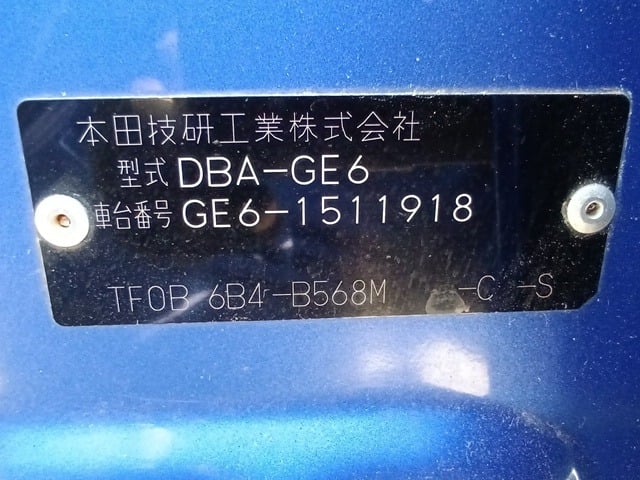 本田技研工業株式会社
型式 DBA-GE6
車台番号 GE6-1511918
TF0B 6B4-B568M -C -S